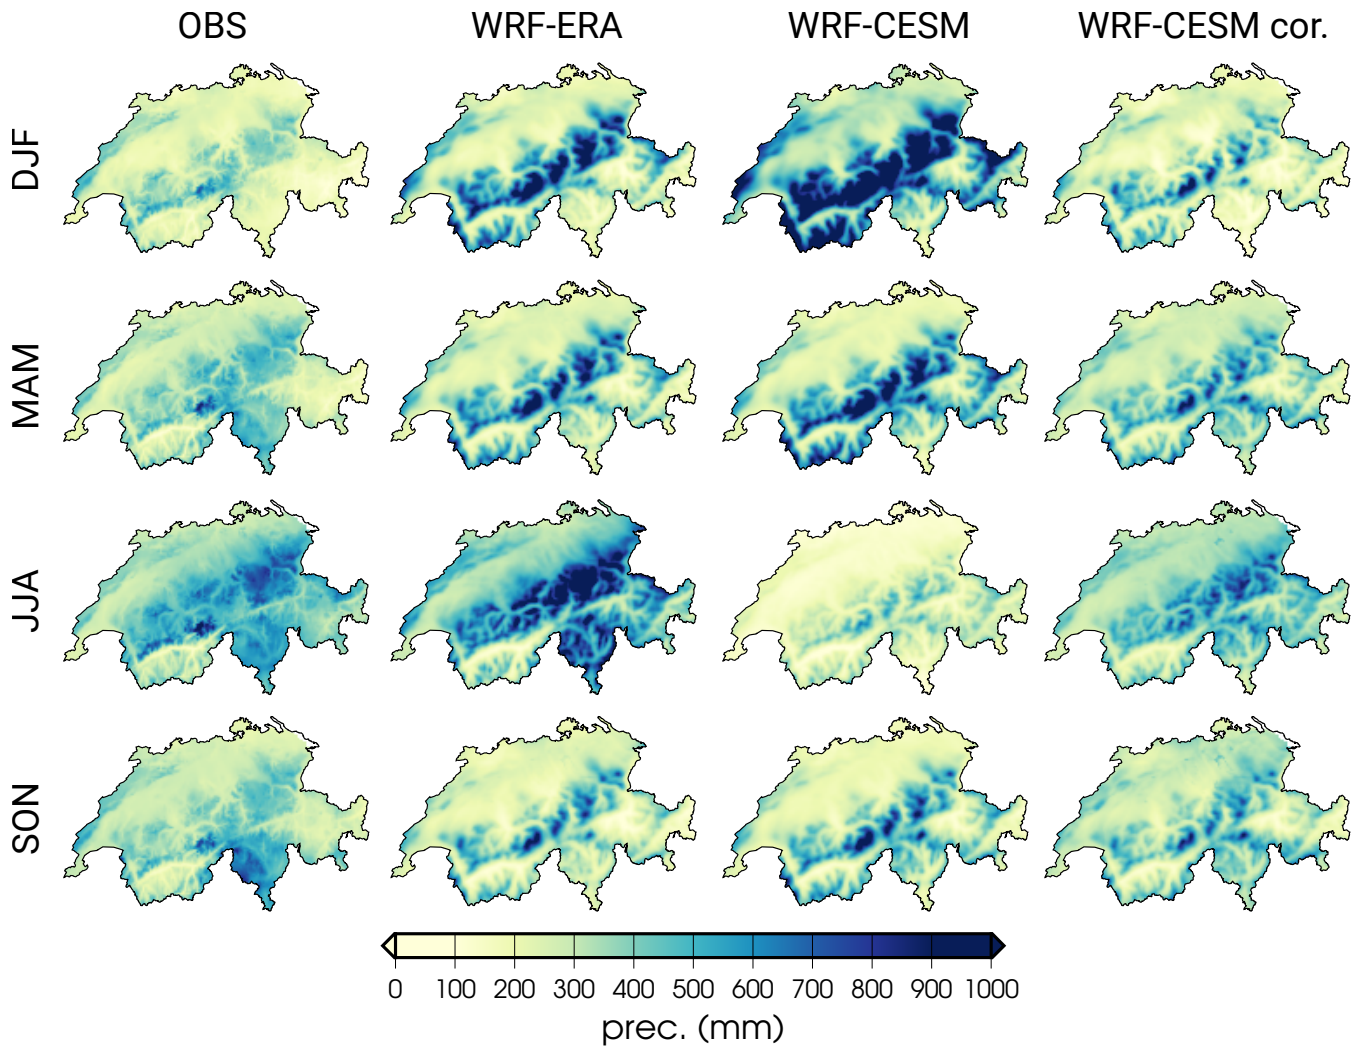 OBS WRF-ERA WRF-CESM WRF-CESM cor.
DJF
MAM
JJA
SON
0 100 200 300 400 500 600 700 800 900 1000
prec. (mm)